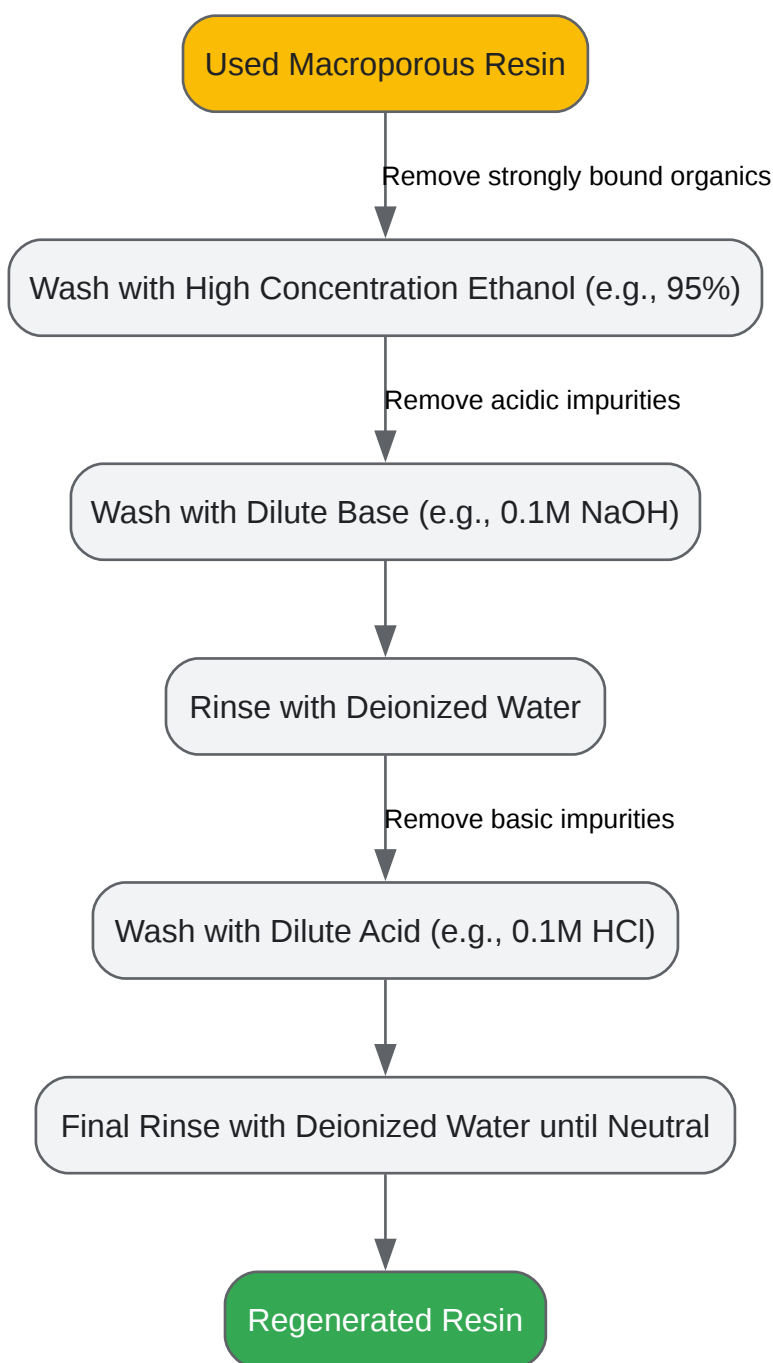 Used Macroporous Resin
Remove strongly bound organics
Wash with High Concentration Ethanol (e.g., 95%)
Remove acidic impurities
Wash with Dilute Base (e.g., 0.1M NaOH)
Rinse with Deionized Water
Remove basic impurities
Wash with Dilute Acid (e.g., 0.1M HCl)
Final Rinse with Deionized Water until Neutral
Regenerated Resin